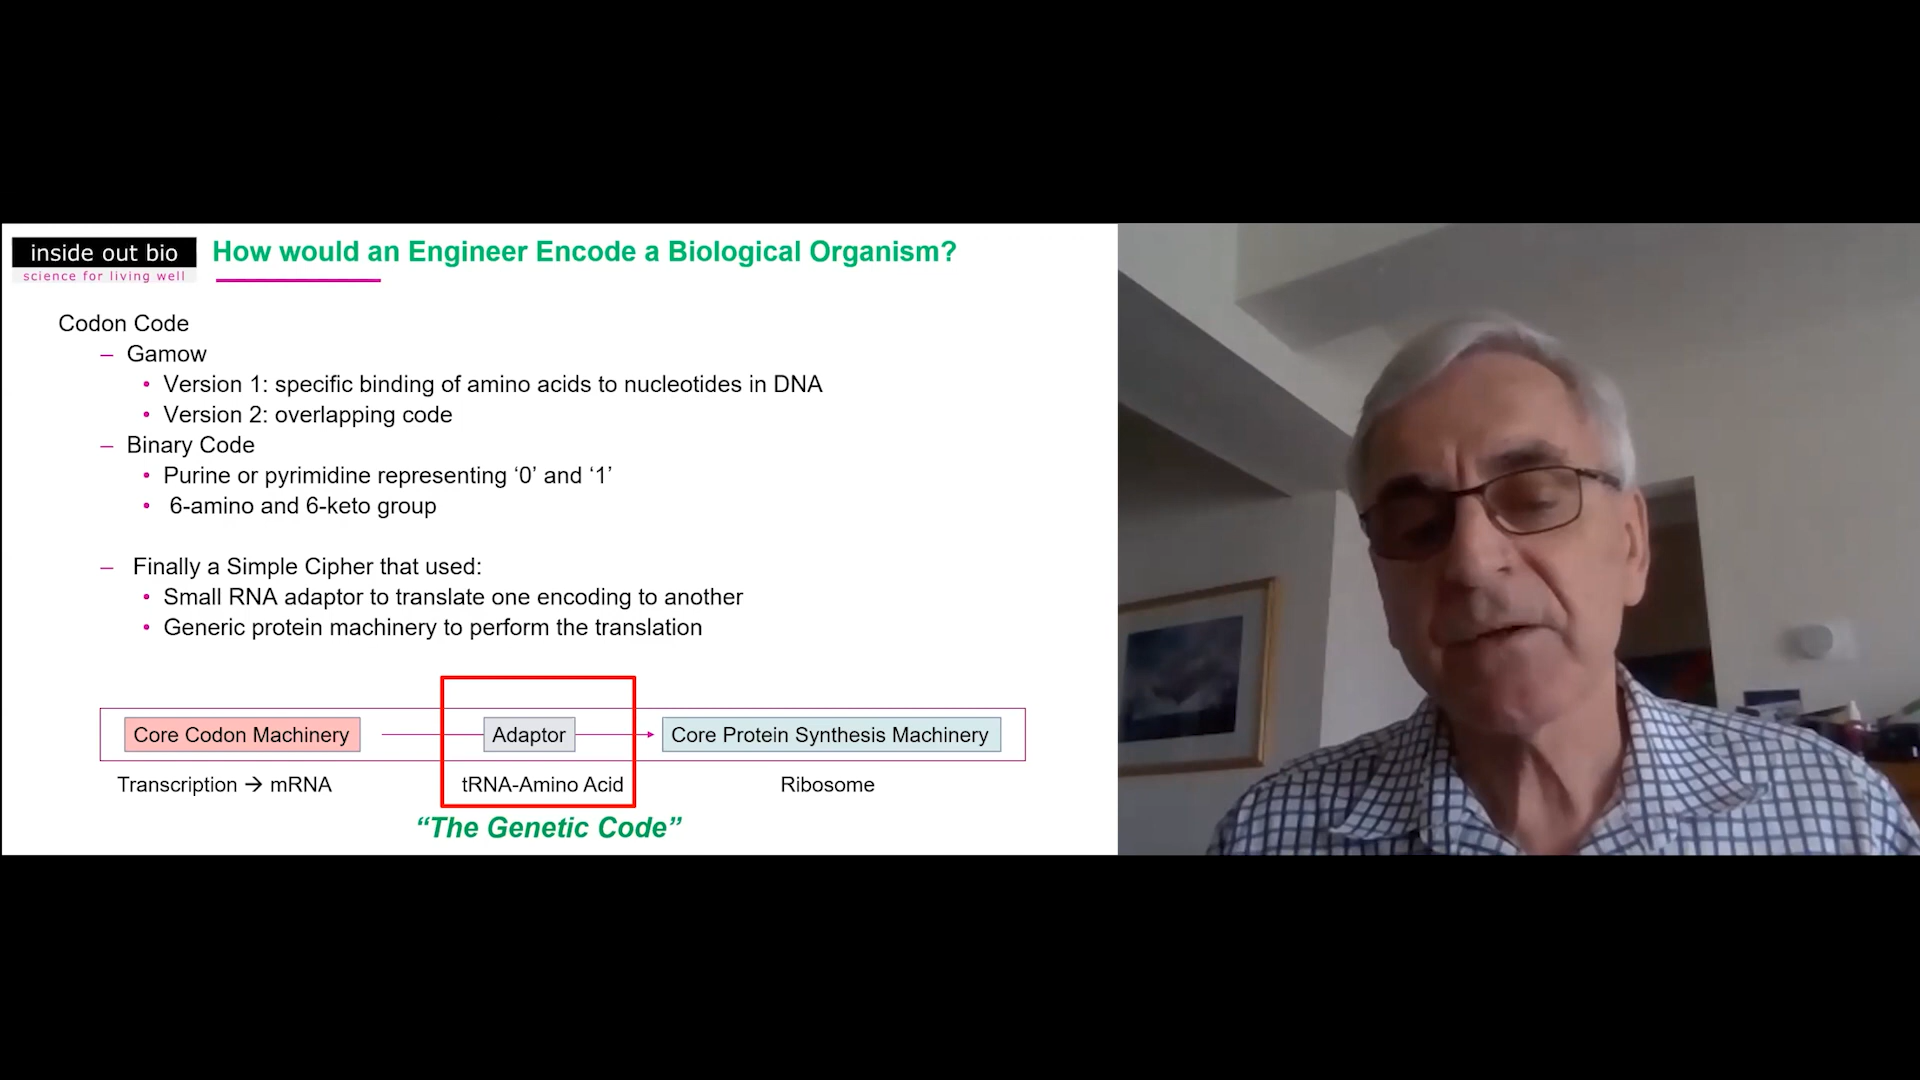 inside out bio
science for living well
How would an Engineer Encode a Biological Organism?
Codon Code
– Gamow
• Version 1: specific binding of amino acids to nucleotides in DNA
• Version 2: overlapping code
– Binary Code
• Purine or pyrimidine representing ‘0’ and ‘1’
• 6-amino and 6-keto group
– Finally a Simple Cipher that used:
• Small RNA adaptor to translate one encoding to another
• Generic protein machinery to perform the translation
Core Codon Machinery
Adaptor
Core Protein Synthesis Machinery
Transcription → mRNA
tRNA-Amino Acid
Ribosome
“The Genetic Code”